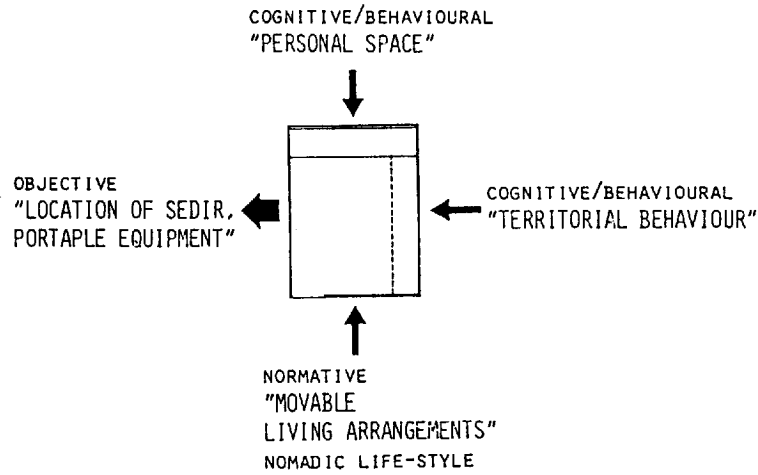 COGNITIVE/BEHAVIOURAL
"PERSONAL SPACE"
OBJECTIVE
"LOCATION OF SEDIR,
PORTAPLE EQUIPMENT"
COGNITIVE/BEHAVIOURAL
"TERRITORIAL BEHAVIOUR"
NORMATIVE
"MOVABLE
LIVING ARRANGEMENTS"
NOMADIC LIFE-STYLE